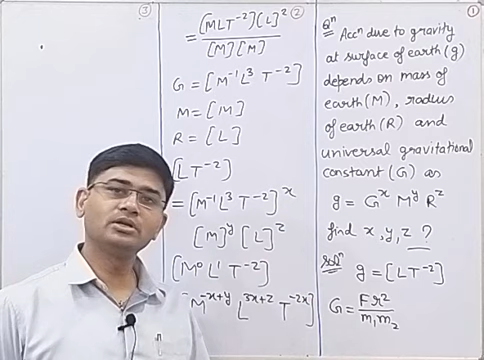 ①
Qⁿ Accⁿ due to gravity
at surface of earth (g)
depends on mass of
earth (M), radius
of earth (R) and
universal gravitational
constant (G) as
g = Gˣ Mʸ Rᶻ
find x, y, z ?
solⁿ g = [LT⁻²]
G = Fr²/m₁m₂
②
= [MLT⁻²][L]²/[M][M]
G = [M⁻¹L³T⁻²]
M = [M]
R = [L]
[LT⁻²]
= [M⁻¹L³T⁻²]ˣ
[M]ʸ [L]ᶻ
[M⁰L¹T⁻²]
M⁻ˣ⁺ʸ L³ˣ⁺ᶻ T⁻²ˣ]
③